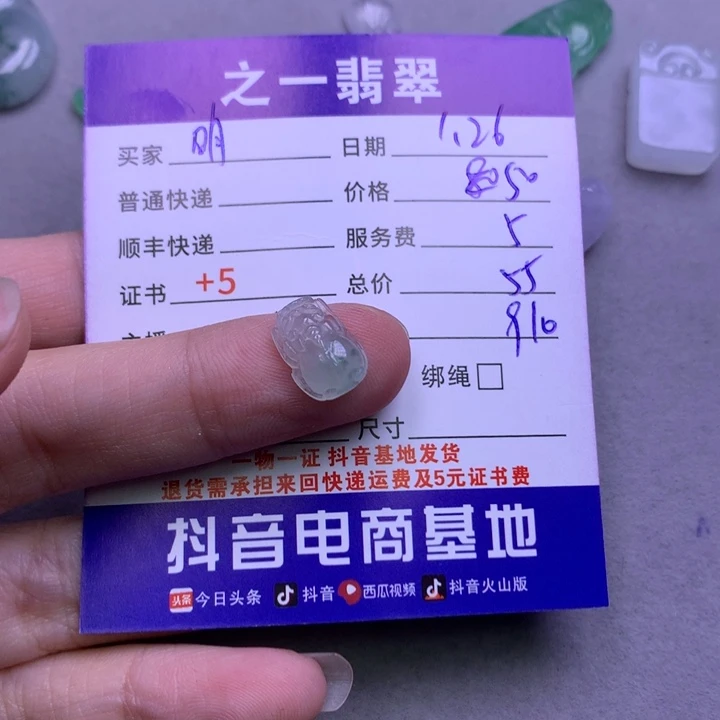 之一翡翠
买家 明 日期 1.26
普通快递 价格 50
顺丰快递 服务费 5
证书 +5 总价 55
910
绑绳
尺寸
一物一证 抖音基地发货
退货需承担来回快递运费及5元证书费
抖音电商基地
头条 今日头条 抖音 西瓜视频 抖音火山版